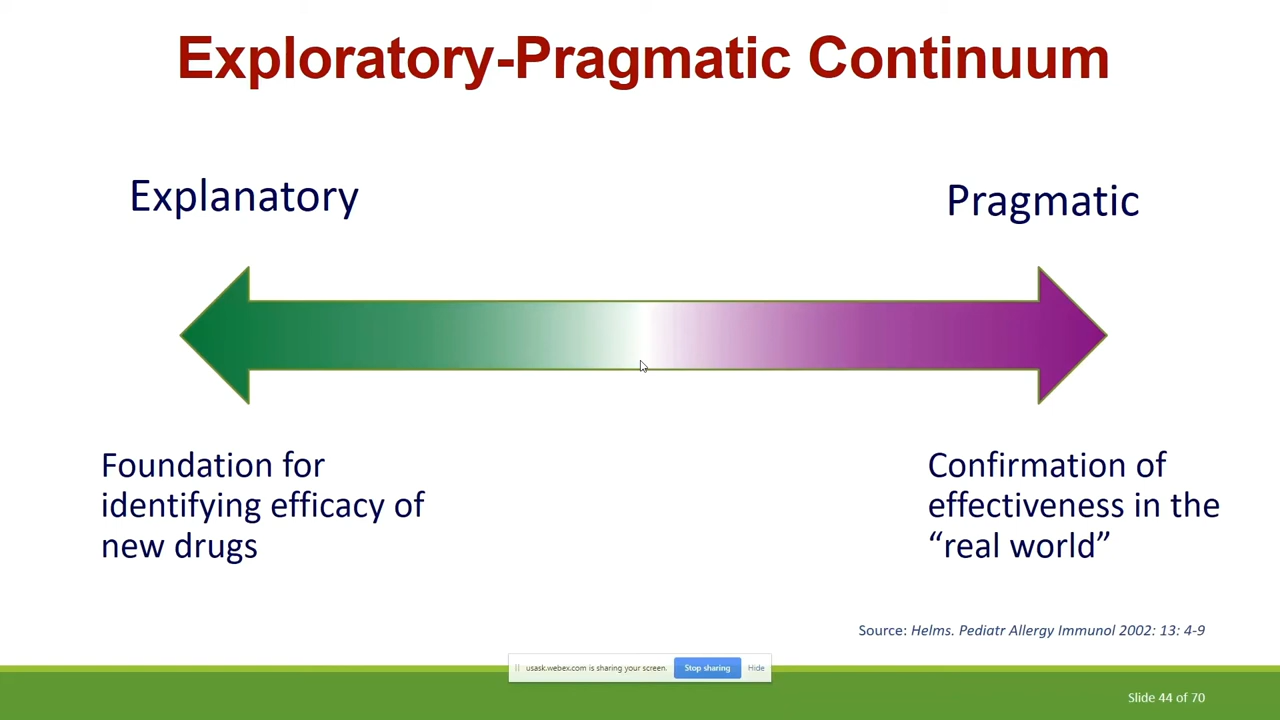 Exploratory-Pragmatic Continuum
Explanatory
Pragmatic
Foundation for
identifying efficacy of
new drugs
Confirmation of
effectiveness in the
“real world”
Source: Helms. Pediatr Allergy Immunol 2002: 13: 4-9
usask.webex.com is sharing your screen.
Stop sharing
Hide
Slide 44 of 70